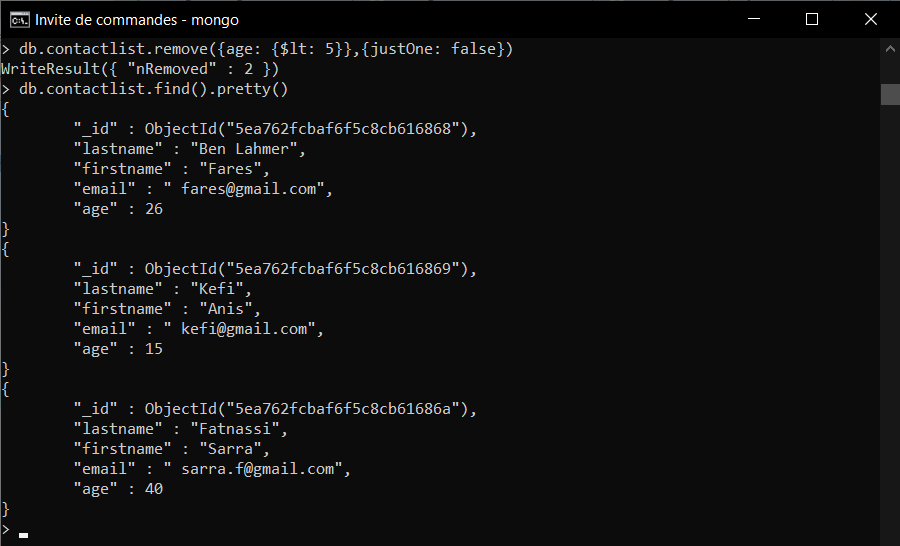 Invite de commandes - mongo
> db.contactlist.remove({age: {$lt: 5}},{justOne: false})
WriteResult({ "nRemoved" : 2 })
> db.contactlist.find().pretty()
{
        "_id" : ObjectId("5ea762fcbaf6f5c8cb616868"),
        "lastname" : "Ben Lahmer",
        "firstname" : "Fares",
        "email" : " fares@gmail.com",
        "age" : 26
}
{
        "_id" : ObjectId("5ea762fcbaf6f5c8cb616869"),
        "lastname" : "Kefi",
        "firstname" : "Anis",
        "email" : " kefi@gmail.com",
        "age" : 15
}
{
        "_id" : ObjectId("5ea762fcbaf6f5c8cb61686a"),
        "lastname" : "Fatnassi",
        "firstname" : "Sarra",
        "email" : " sarra.f@gmail.com",
        "age" : 40
}
>